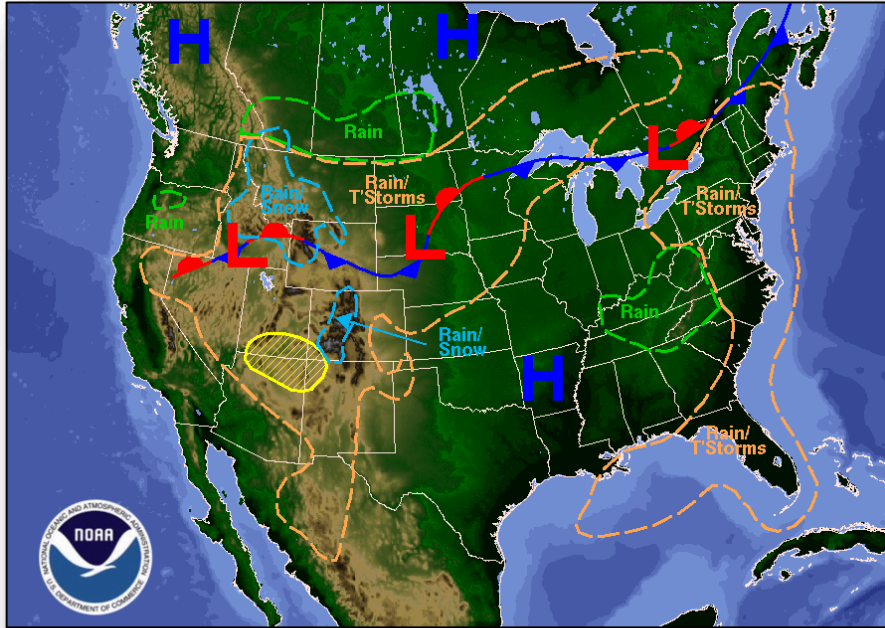 H
H
Rain
L
Rain/
Snow
Rain/
T'Storms
Rain/
T'Storms
Rain
L
L
Rain
Rain/
Snow
H
Rain/
T'Storms
NATIONAL OCEANIC AND ATMOSPHERIC ADMINISTRATION
NOAA
U.S. DEPARTMENT OF COMMERCE